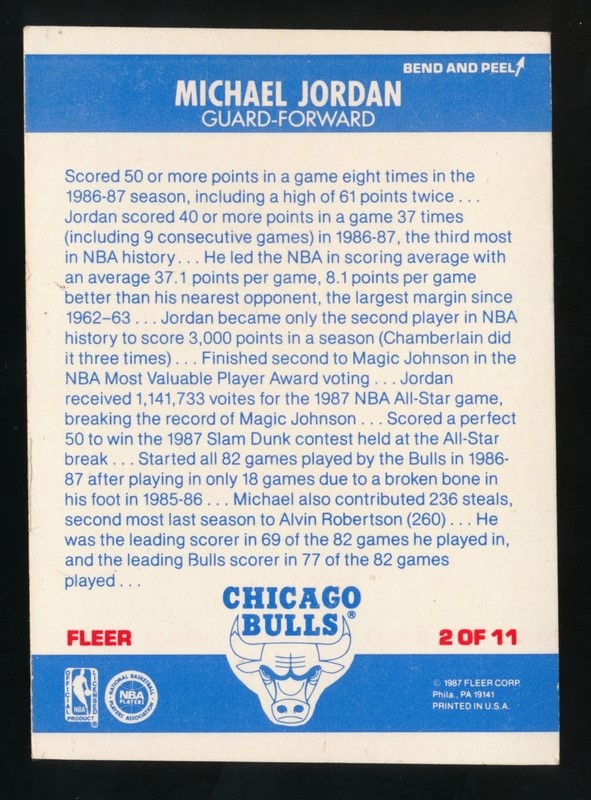 BEND AND PEEL
MICHAEL JORDAN
GUARD-FORWARD
Scored 50 or more points in a game eight times in the
1986-87 season, including a high of 61 points twice . . .
Jordan scored 40 or more points in a game 37 times
(including 9 consecutive games) in 1986-87, the third most
in NBA history . . . He led the NBA in scoring average with
an average 37.1 points per game, 8.1 points per game
better than his nearest opponent, the largest margin since
1962–63 . . . Jordan became only the second player in NBA
history to score 3,000 points in a season (Chamberlain did
it three times) . . . Finished second to Magic Johnson in the
NBA Most Valuable Player Award voting . . . Jordan
received 1,141,733 voites for the 1987 NBA All-Star game,
breaking the record of Magic Johnson . . . Scored a perfect
50 to win the 1987 Slam Dunk contest held at the All-Star
break . . . Started all 82 games played by the Bulls in 1986-
87 after playing in only 18 games due to a broken bone in
his foot in 1985-86 . . . Michael also contributed 236 steals,
second most last season to Alvin Robertson (260) . . . He
was the leading scorer in 69 of the 82 games he played in,
and the leading Bulls scorer in 77 of the 82 games
played . . .
CHICAGO
BULLS®
FLEER
2 OF 11
OFFICIAL
LICENSED
NBA
PRODUCT
®
NATIONAL BASKETBALL
NBA
PLAYERS
PLAYERS ASSOCIATION
© 1987 FLEER CORP.
Phila., PA 19141
PRINTED IN U.S.A.